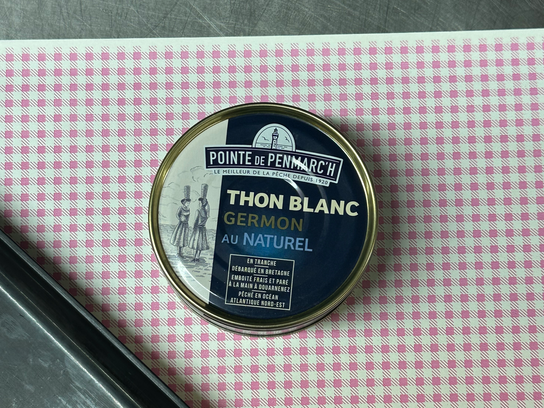 POINTE DE PENMARC'H
LE MEILLEUR DE LA PÊCHE DEPUIS 1920
THON BLANC
GERMON
AU NATUREL
EN TRANCHE
DÉBARQUÉ EN BRETAGNE
EMBOITÉ FRAIS ET PARÉ
À LA MAIN À DOUARNENEZ
PÊCHÉ EN OCÉAN
ATLANTIQUE NORD-EST